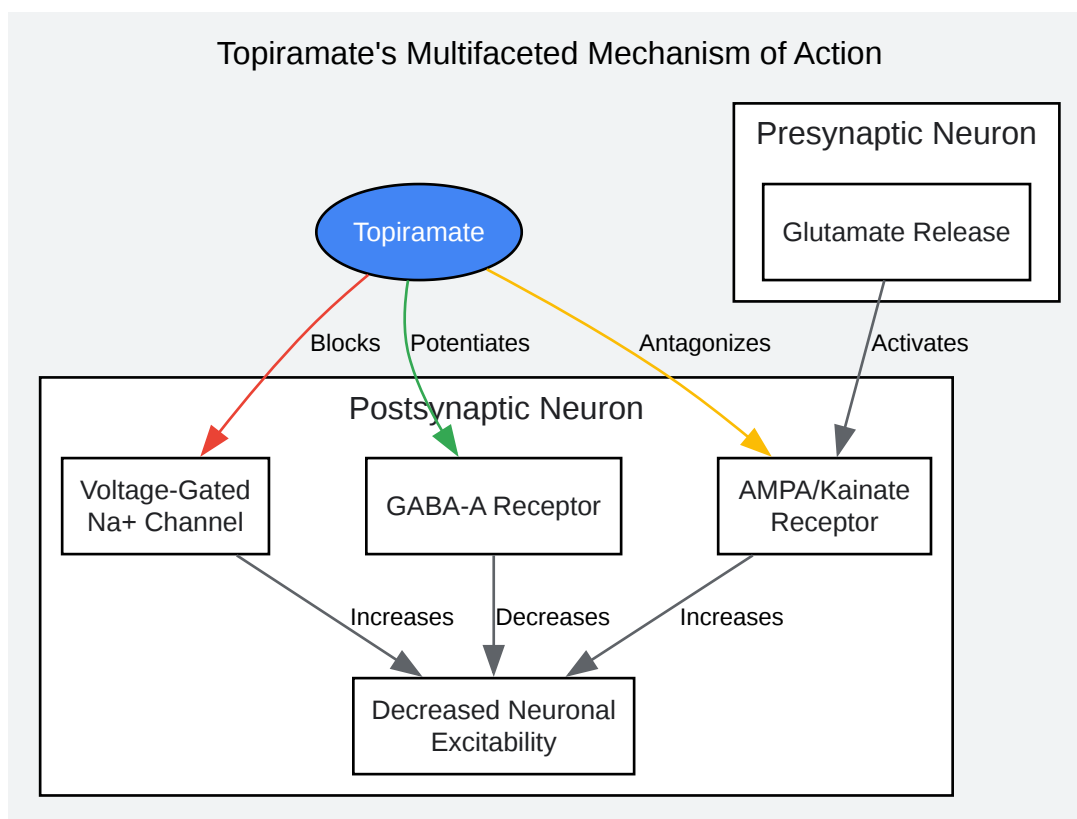 Topiramate's Multifaceted Mechanism of Action
Presynaptic Neuron
Topiramate
Glutamate Release
Blocks
Potentiates
Antagonizes
Activates
Postsynaptic Neuron
Voltage-Gated
Na+ Channel
GABA-A Receptor
AMPA/Kainate
Receptor
Increases
Decreases
Increases
Decreased Neuronal
Excitability